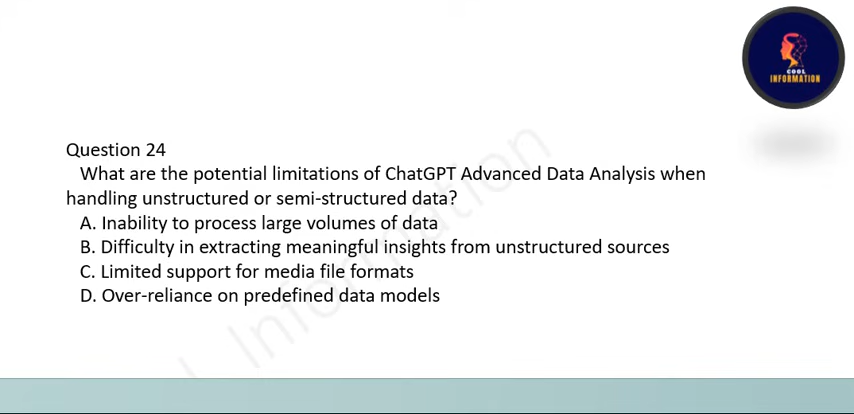 COOL
INFORMATION
Question 24
What are the potential limitations of ChatGPT Advanced Data Analysis when
handling unstructured or semi-structured data?
A. Inability to process large volumes of data
B. Difficulty in extracting meaningful insights from unstructured sources
C. Limited support for media file formats
D. Over-reliance on predefined data models
l Information